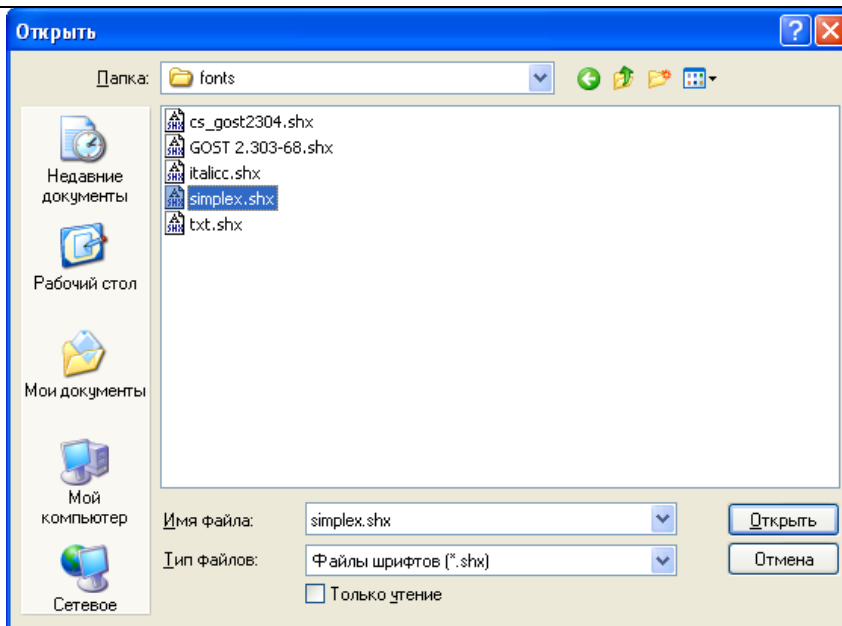 Открыть
Папка: fonts
cs_gost2304.shx
GOST 2.303-68.shx
italicc.shx
simplex.shx
txt.shx
Недавние
документы
Рабочий стол
Мои документы
Мой
компьютер
Сетевое
Имя файла: simplex.shx Открыть
Тип файлов: Файлы шрифтов (*.shx) Отмена
Только чтение